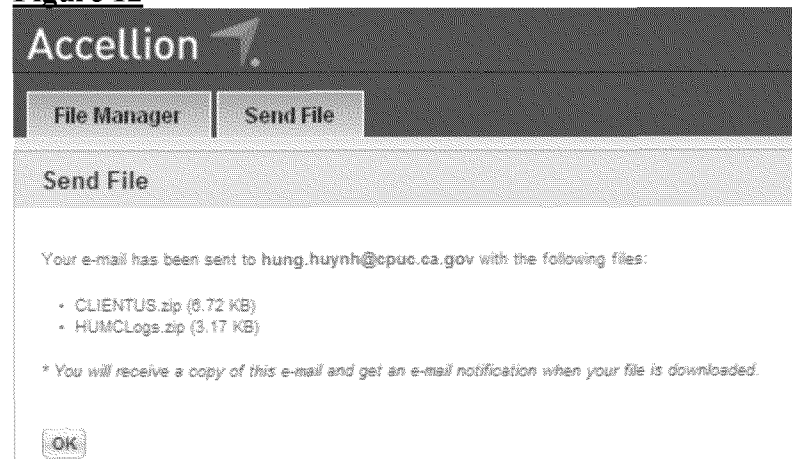 Figure 12
Accellion
File Manager Send File
Send File
Your e-mail has been sent to hung.huynh@cpuc.ca.gov with the following files:
• CLIENTUS.zip (6.72 KB)
• HUMCLogs.zip (3.17 KB)
* You will receive a copy of this e-mail and get an e-mail notification when your file is downloaded.
OK